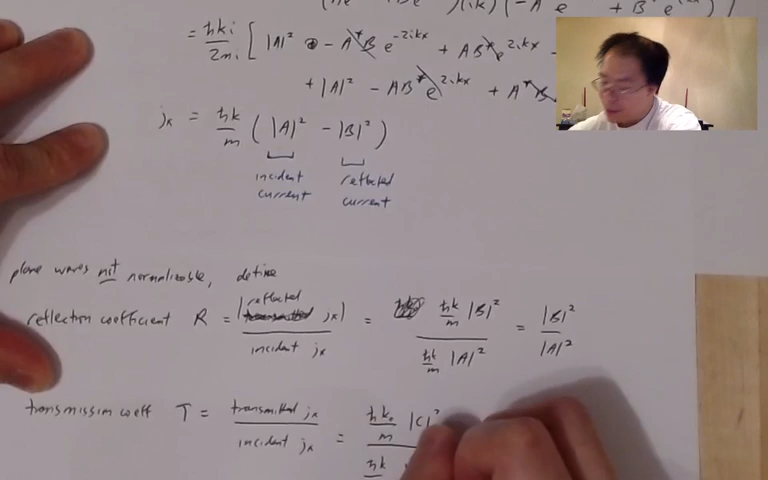 = ħki/2m [ |A|² - A*B e^-2ikx + AB* e^2ikx -
+ |A|² - AB* e^2ikx + A*B
jx = ħk/m ( |A|² - |B|² )
incident current reflected current
plane waves not normalizable, define
reflection coefficient R = |reflected jx| / incident jx = ħk/m |B|² / ħk/m |A|² = |B|² / |A|²
transmission coeff T = transmitted jx / incident jx = ħk₀/m |C|² / ħk